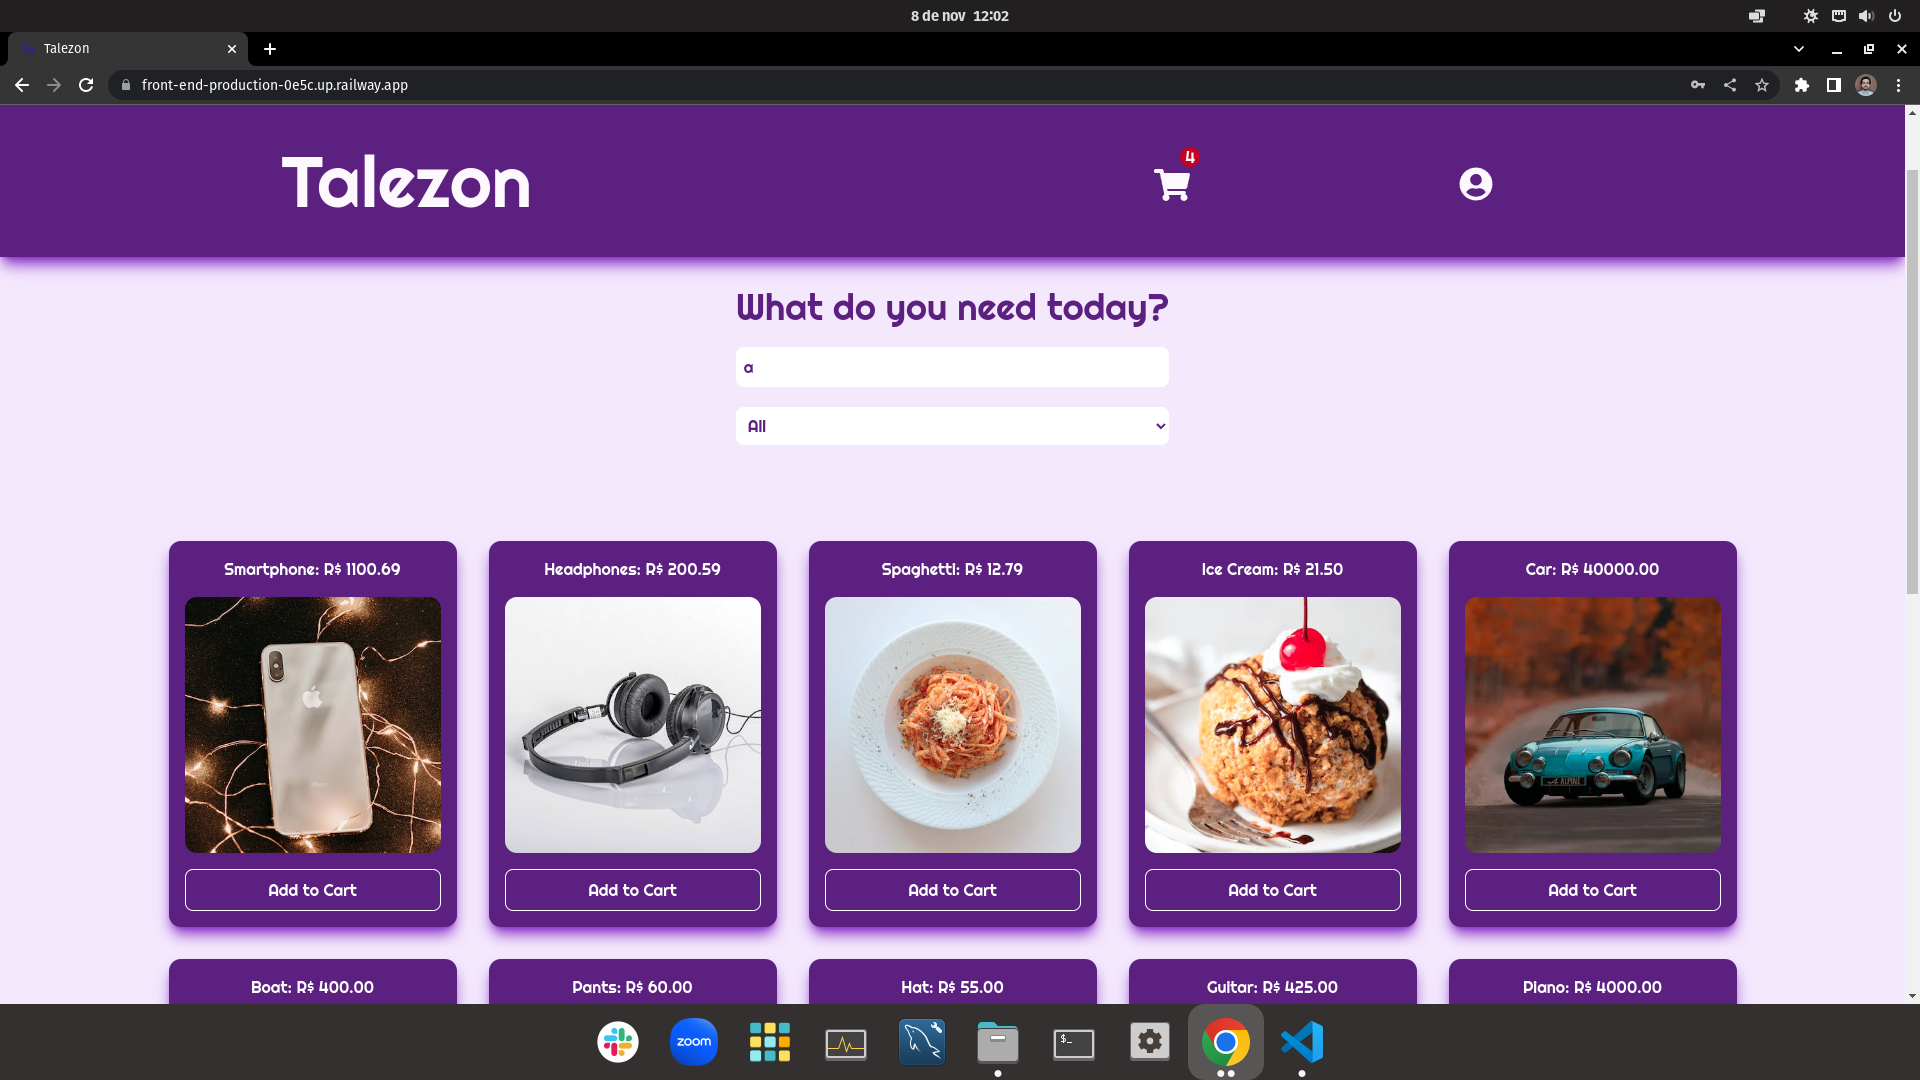 8 de nov 12:02
Talezon
front-end-production-0e5c.up.railway.app
Talezon
4
What do you need today?
a
All
Smartphone: R$ 1100.69
Headphones: R$ 200.59
Spaghetti: R$ 12.79
Ice Cream: R$ 21.50
Car: R$ 40000.00
ALPINE
Add to Cart
Add to Cart
Add to Cart
Add to Cart
Add to Cart
Boat: R$ 400.00
Pants: R$ 60.00
Hat: R$ 55.00
Guitar: R$ 425.00
Piano: R$ 4000.00
zoom
$_